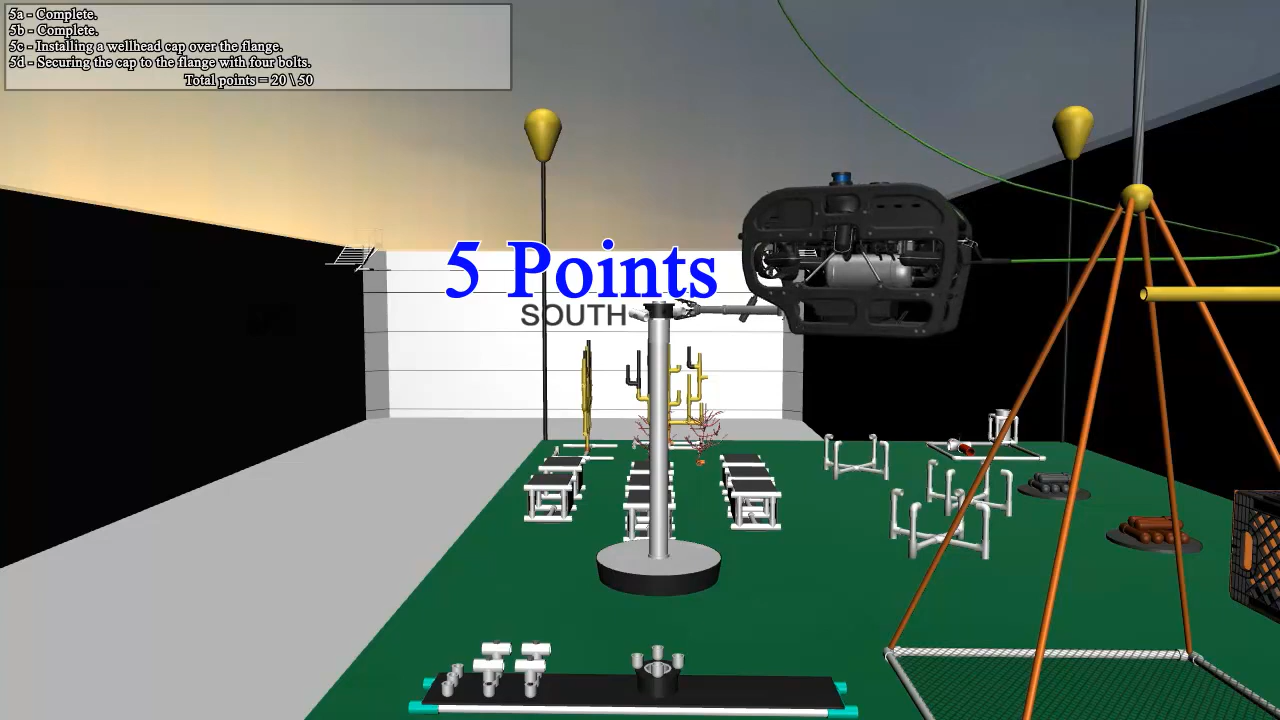 5a - Complete.
5b - Complete.
5c - Installing a wellhead cap over the flange.
5d - Securing the cap to the flange with four bolts.
Total points = 20 \ 50
5 Points
SOUTH